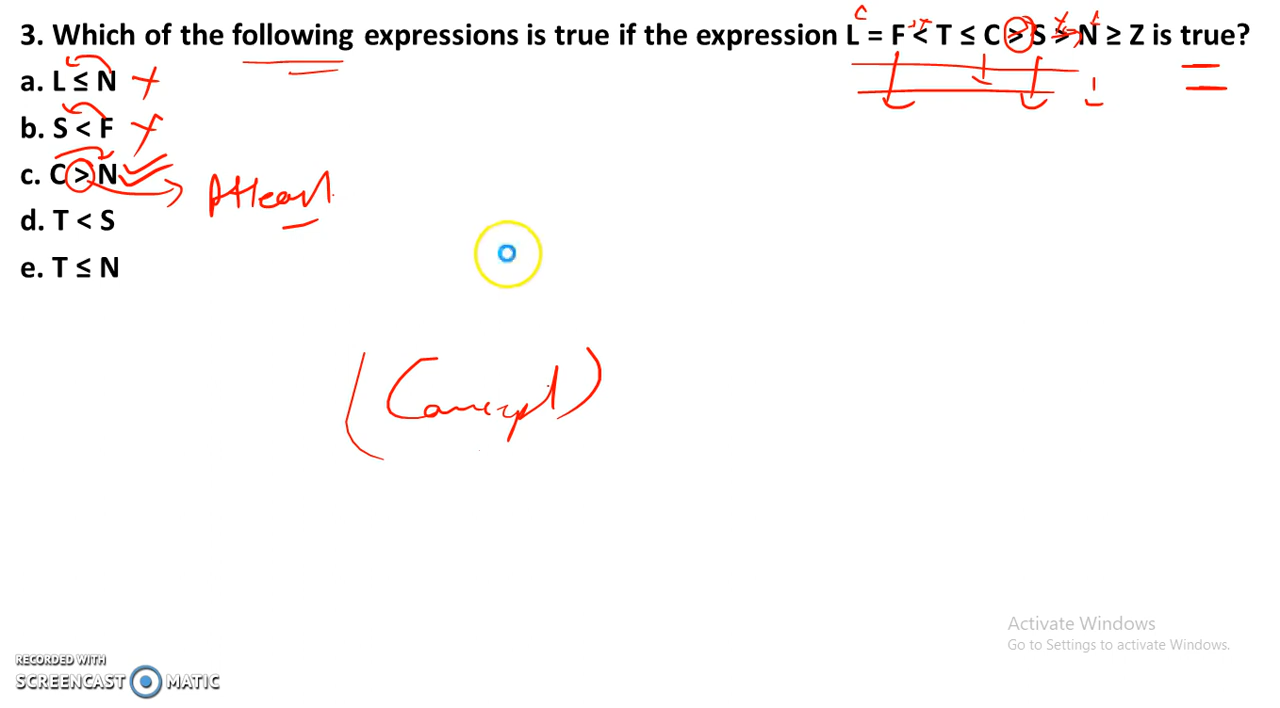 3. Which of the following expressions is true if the expression L = F < T ≤ C > S > N ≥ Z is true?
a. L ≤ N
b. S < F
c. C > N
Atleast
d. T < S
e. T ≤ N
(Concept)
Activate Windows
Go to Settings to activate Windows.
RECORDED WITH
SCREENCAST MATIC